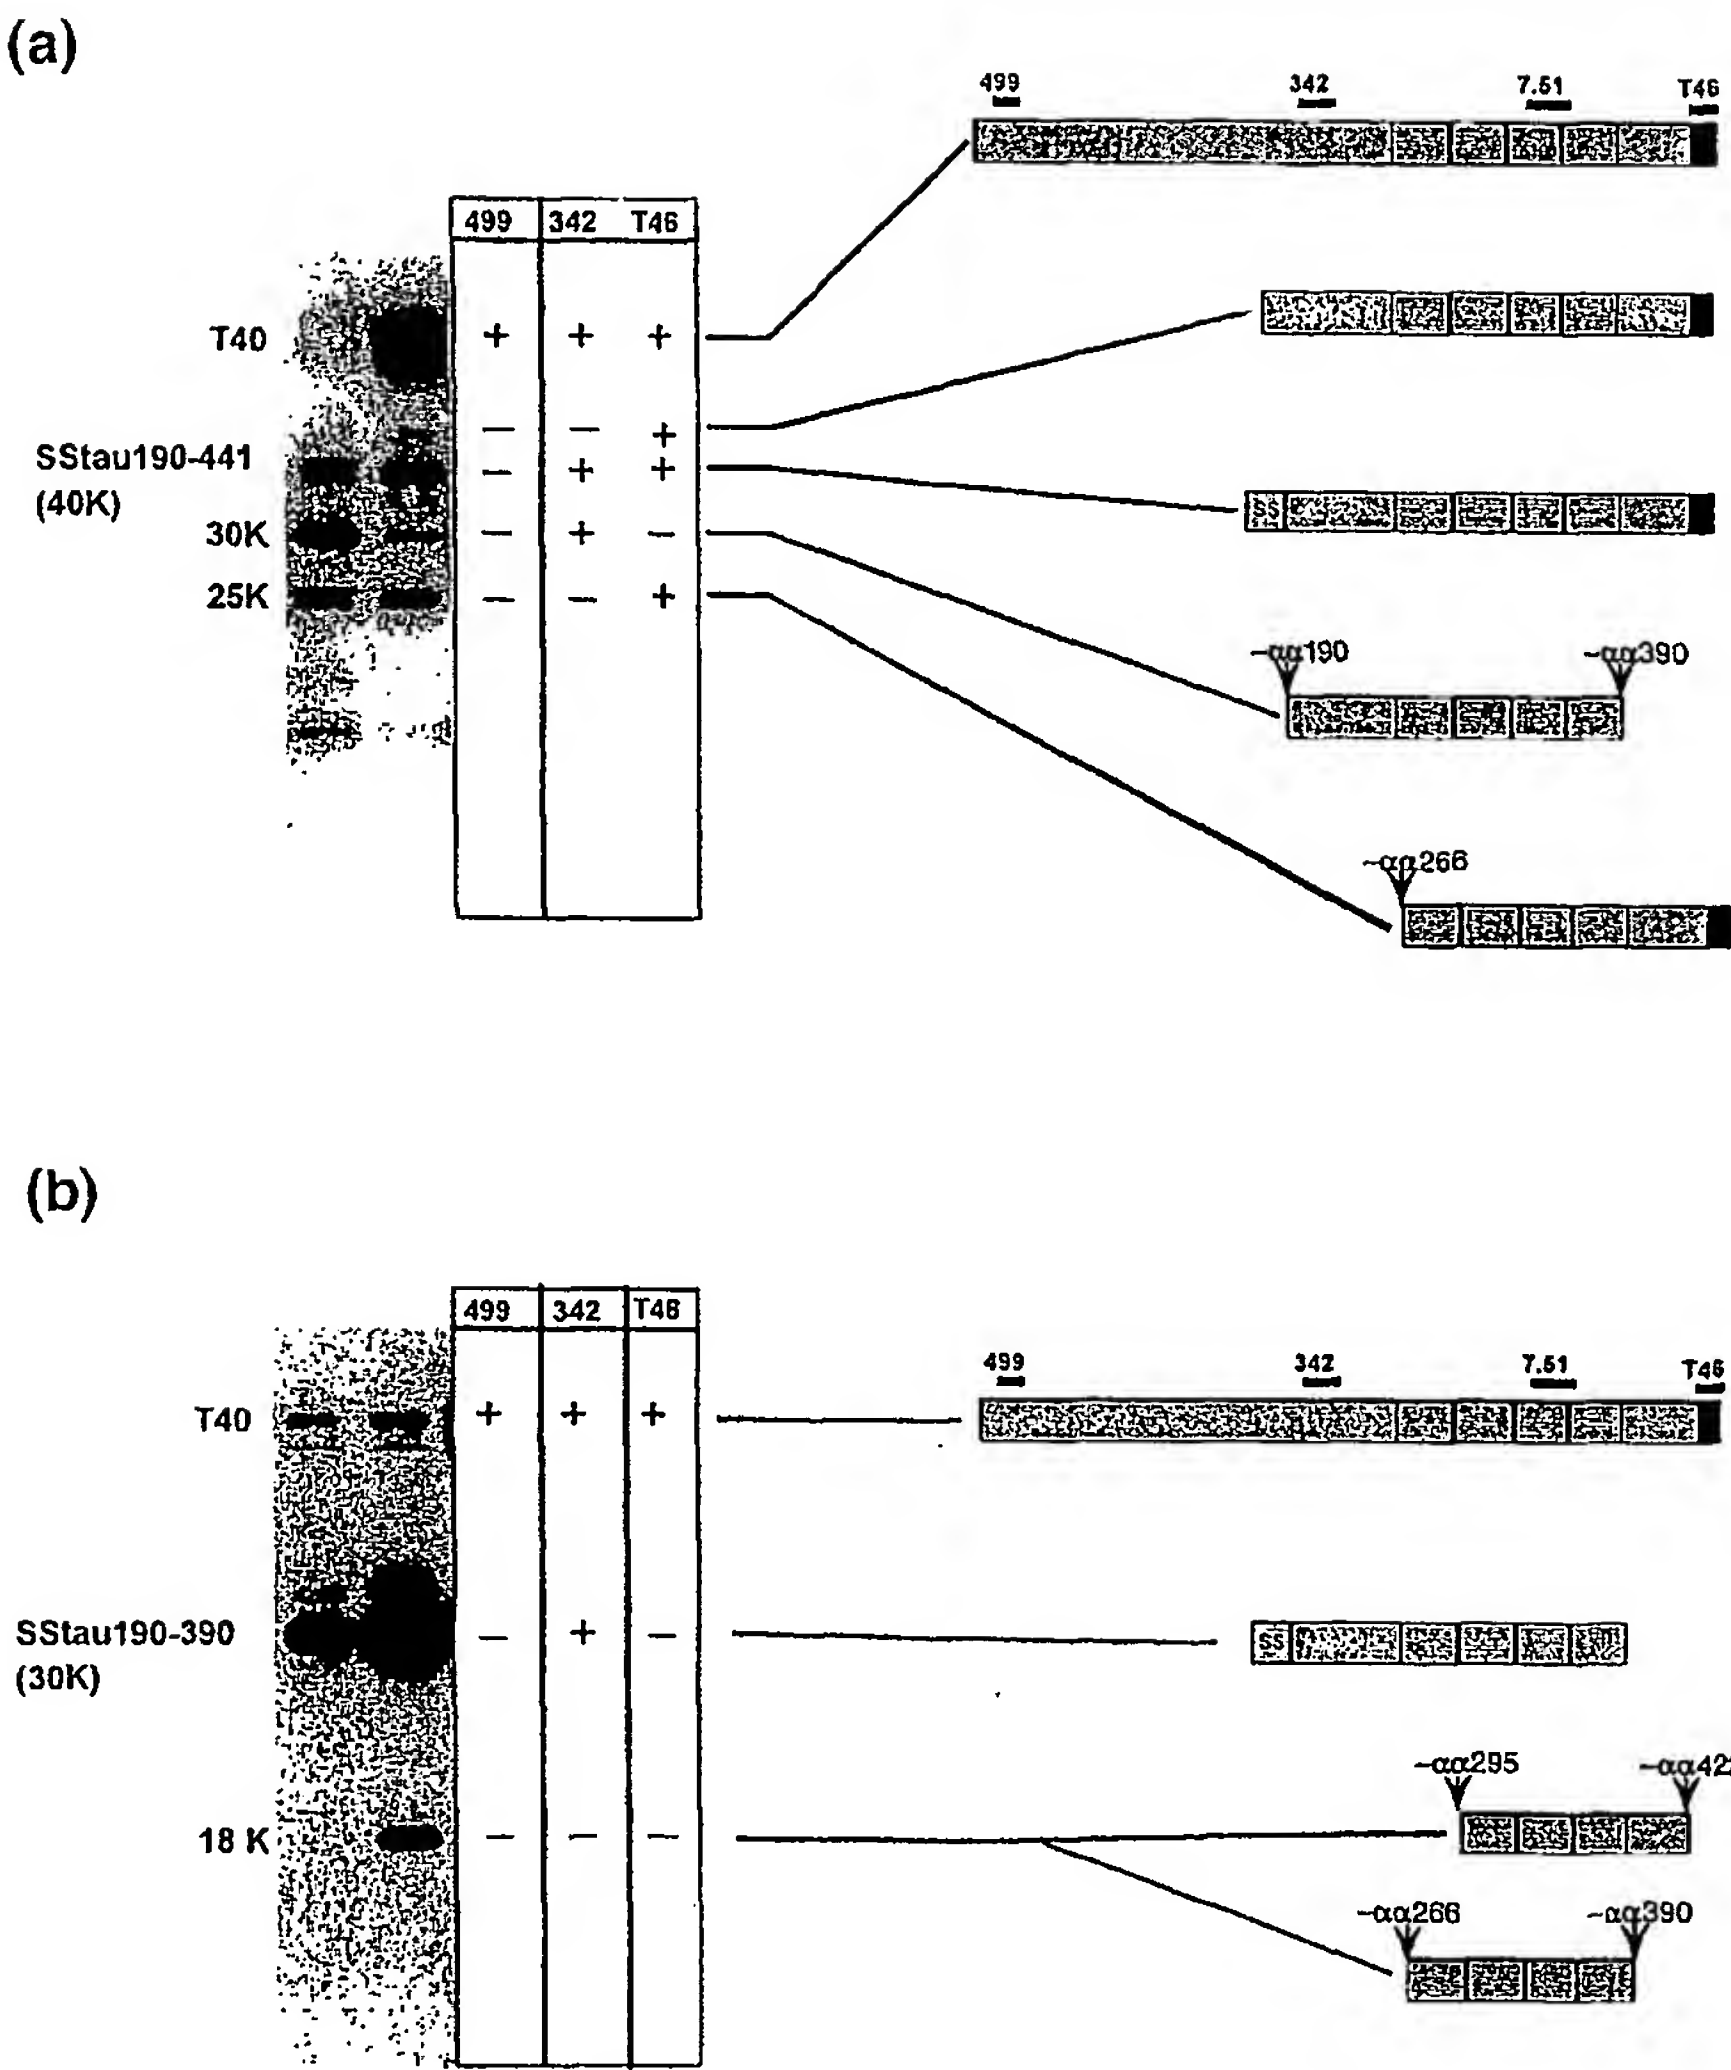 (a)
499 342 7.51 T46
499 342 T46
T40 + + +
− − +
SStau190-441 − + +
(40K)
SS
30K − + −
25K − − +
~αα190 ~αα390
~αα266
(b)
499 342 T46
499 342 7.51 T46
T40 + + +
SStau190-390 − + −
(30K)
SS
~αα295 ~αα42
18 K − − −
~αα266 ~αα390